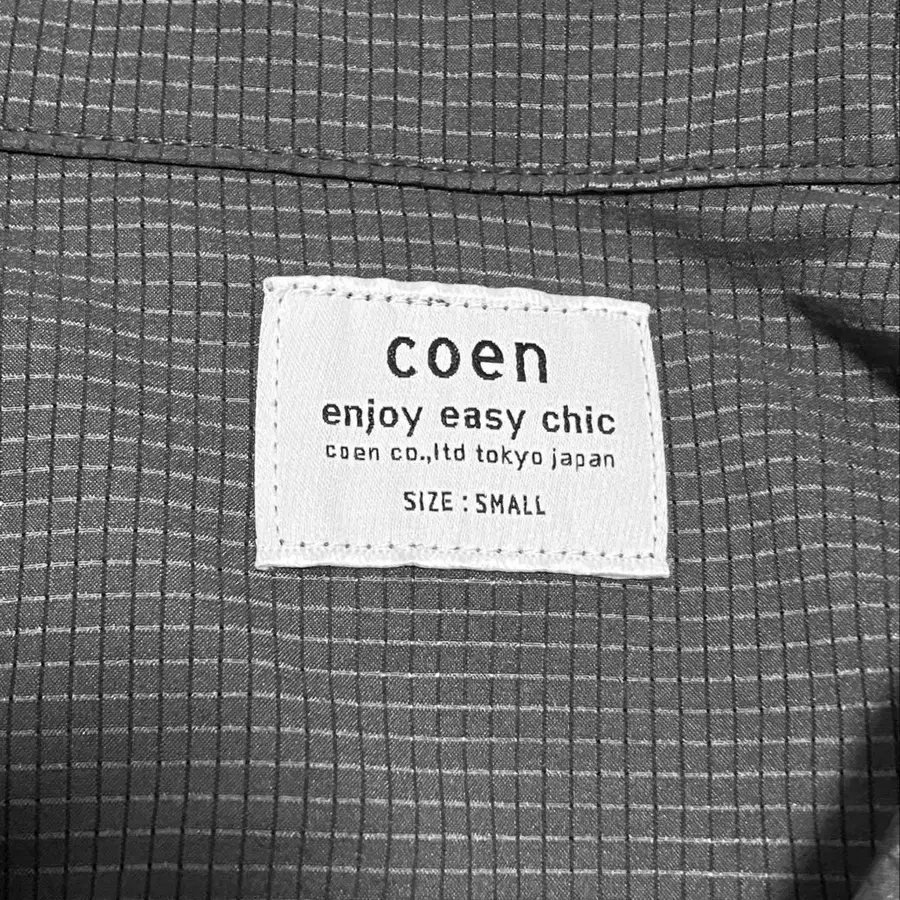 coen
enjoy easy chic
coen co.,ltd tokyo japan
SIZE : SMALL